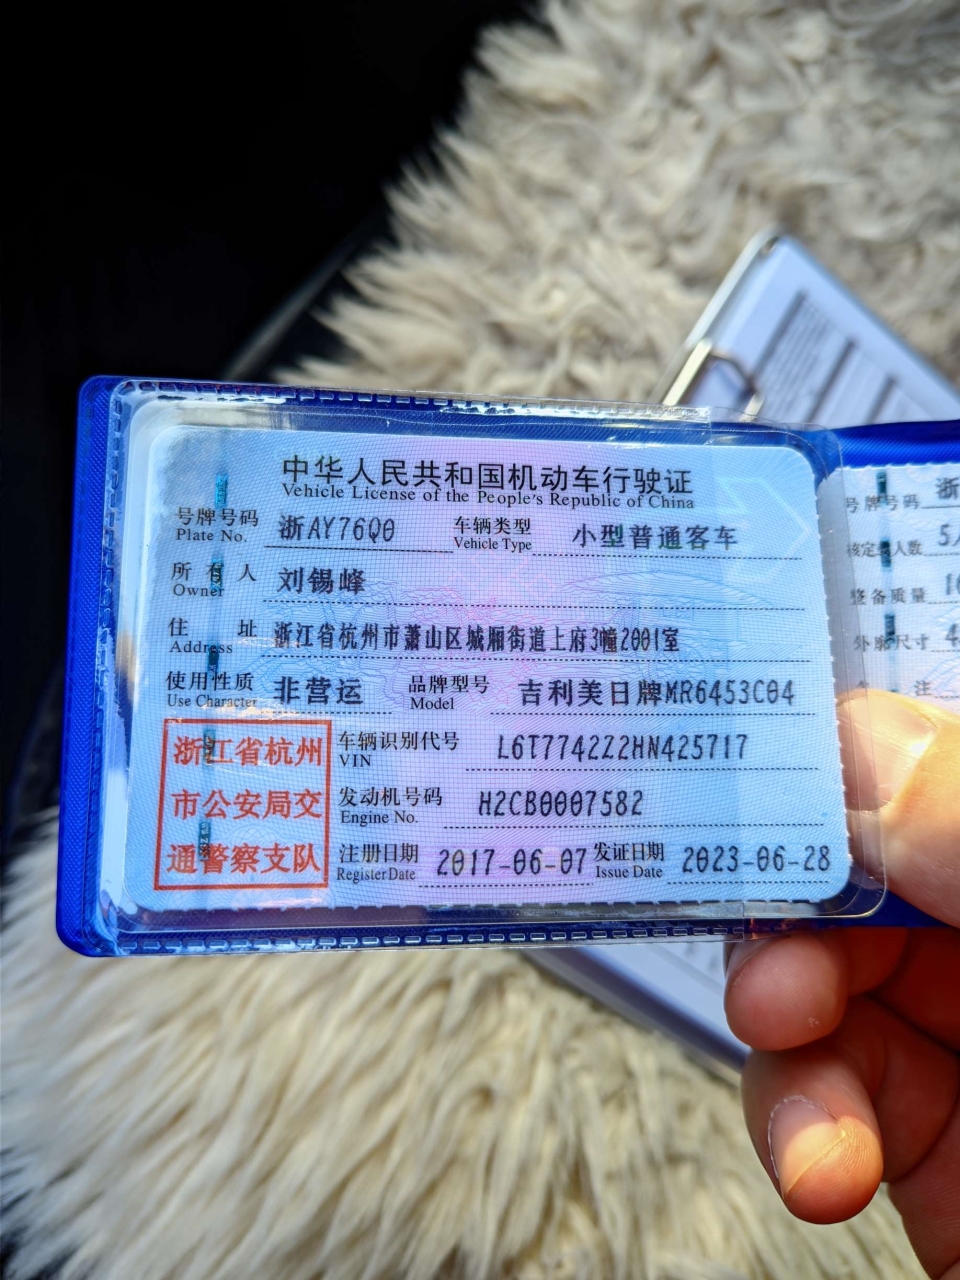 中华人民共和国机动车行驶证
Vehicle License of the People's Republic of China
号牌号码 浙AY76Q0 车辆类型 小型普通客车
Plate No. Vehicle Type
所有人 刘锡峰
Owner
住址 浙江省杭州市萧山区城厢街道上府3幢2001室
Address
使用性质 非营运 品牌型号 吉利美日牌MR6453C04
Use Character Model
浙江省杭州
市公安局交
通警察支队
车辆识别代号 L6T7742Z2HN425717
VIN
发动机号码 H2CB0007582
Engine No.
注册日期 2017-06-07 发证日期 2023-06-28
Register Date Issue Date
号牌号码 浙
核定载人数 5
整备质量 16
外廓尺寸 4
注